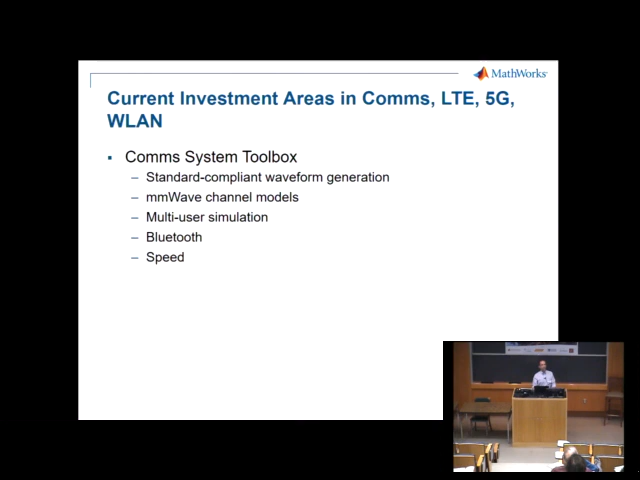 MathWorks
Current Investment Areas in Comms, LTE, 5G,
WLAN
▪ Comms System Toolbox
– Standard-compliant waveform generation
– mmWave channel models
– Multi-user simulation
– Bluetooth
– Speed